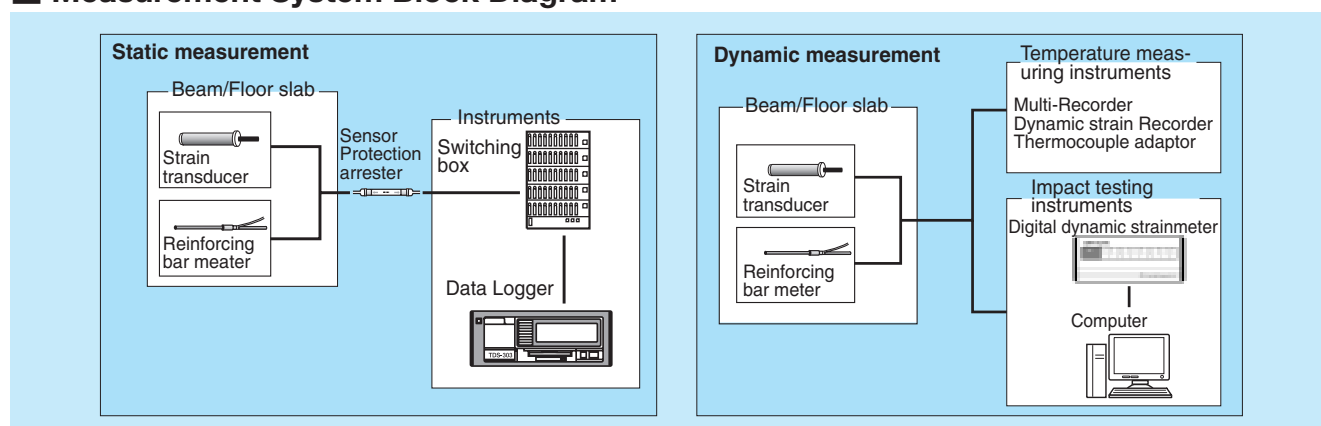 Measurement System Block Diagram
Static measurement
Beam/Floor slab
Strain
transducer
Reinforcing
bar meater
Sensor
Protection
arrester
Instruments
Switching
box
Data Logger
TDS-303
Dynamic measurement
Beam/Floor slab
Strain
transducer
Reinforcing
bar meter
Temperature meas-
uring instruments
Multi-Recorder
Dynamic strain Recorder
Thermocouple adaptor
Impact testing
instruments
Digital dynamic strainmeter
Computer